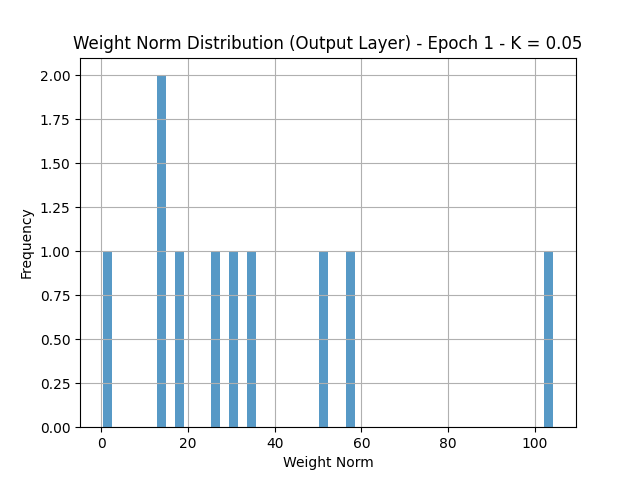 Weight Norm Distribution (Output Layer) - Epoch 1 - K = 0.05
2.00
1.75
1.50
1.25
1.00
0.75
0.50
0.25
0.00
Frequency
0 20 40 60 80 100
Weight Norm